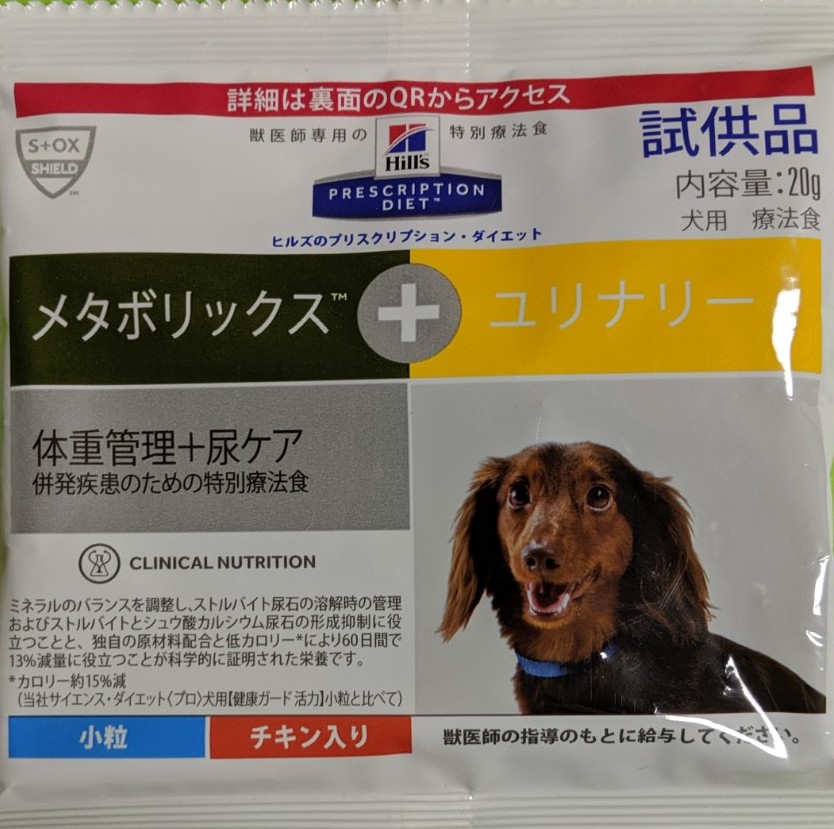 詳細は裏面のQRからアクセス
S+OX
SHIELD
SM
獣医師専用の
Hill's
特別療法食
PRESCRIPTION
DIET™
ヒルズのプリスクリプション・ダイエット
試供品
内容量:20g
犬用 療法食
メタボリックス™
+
ユリナリー
体重管理+尿ケア
併発疾患のための特別療法食
CLINICAL NUTRITION
ミネラルのバランスを調整し、ストルバイト尿石の溶解時の管理
およびストルバイトとシュウ酸カルシウム尿石の形成抑制に役
立つことと、独自の原材料配合と低カロリー*により60日間で
13%減量に役立つことが科学的に証明された栄養です。
*カロリー約15%減
(当社サイエンス・ダイエット〈プロ〉犬用【健康ガード 活力】小粒と比べて)
小粒
チキン入り
獣医師の指導のもとに給与してください。